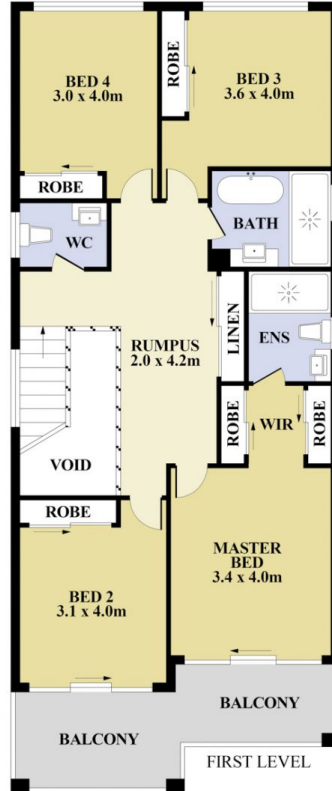 BED 4
3.0 x 4.0m
ROBE
BED 3
3.6 x 4.0m
ROBE
WC
BATH
RUMPUS
2.0 x 4.2m
LINEN
ENS
VOID
ROBE
WIR
ROBE
ROBE
BED 2
3.1 x 4.0m
MASTER
BED
3.4 x 4.0m
BALCONY
BALCONY
FIRST LEVEL